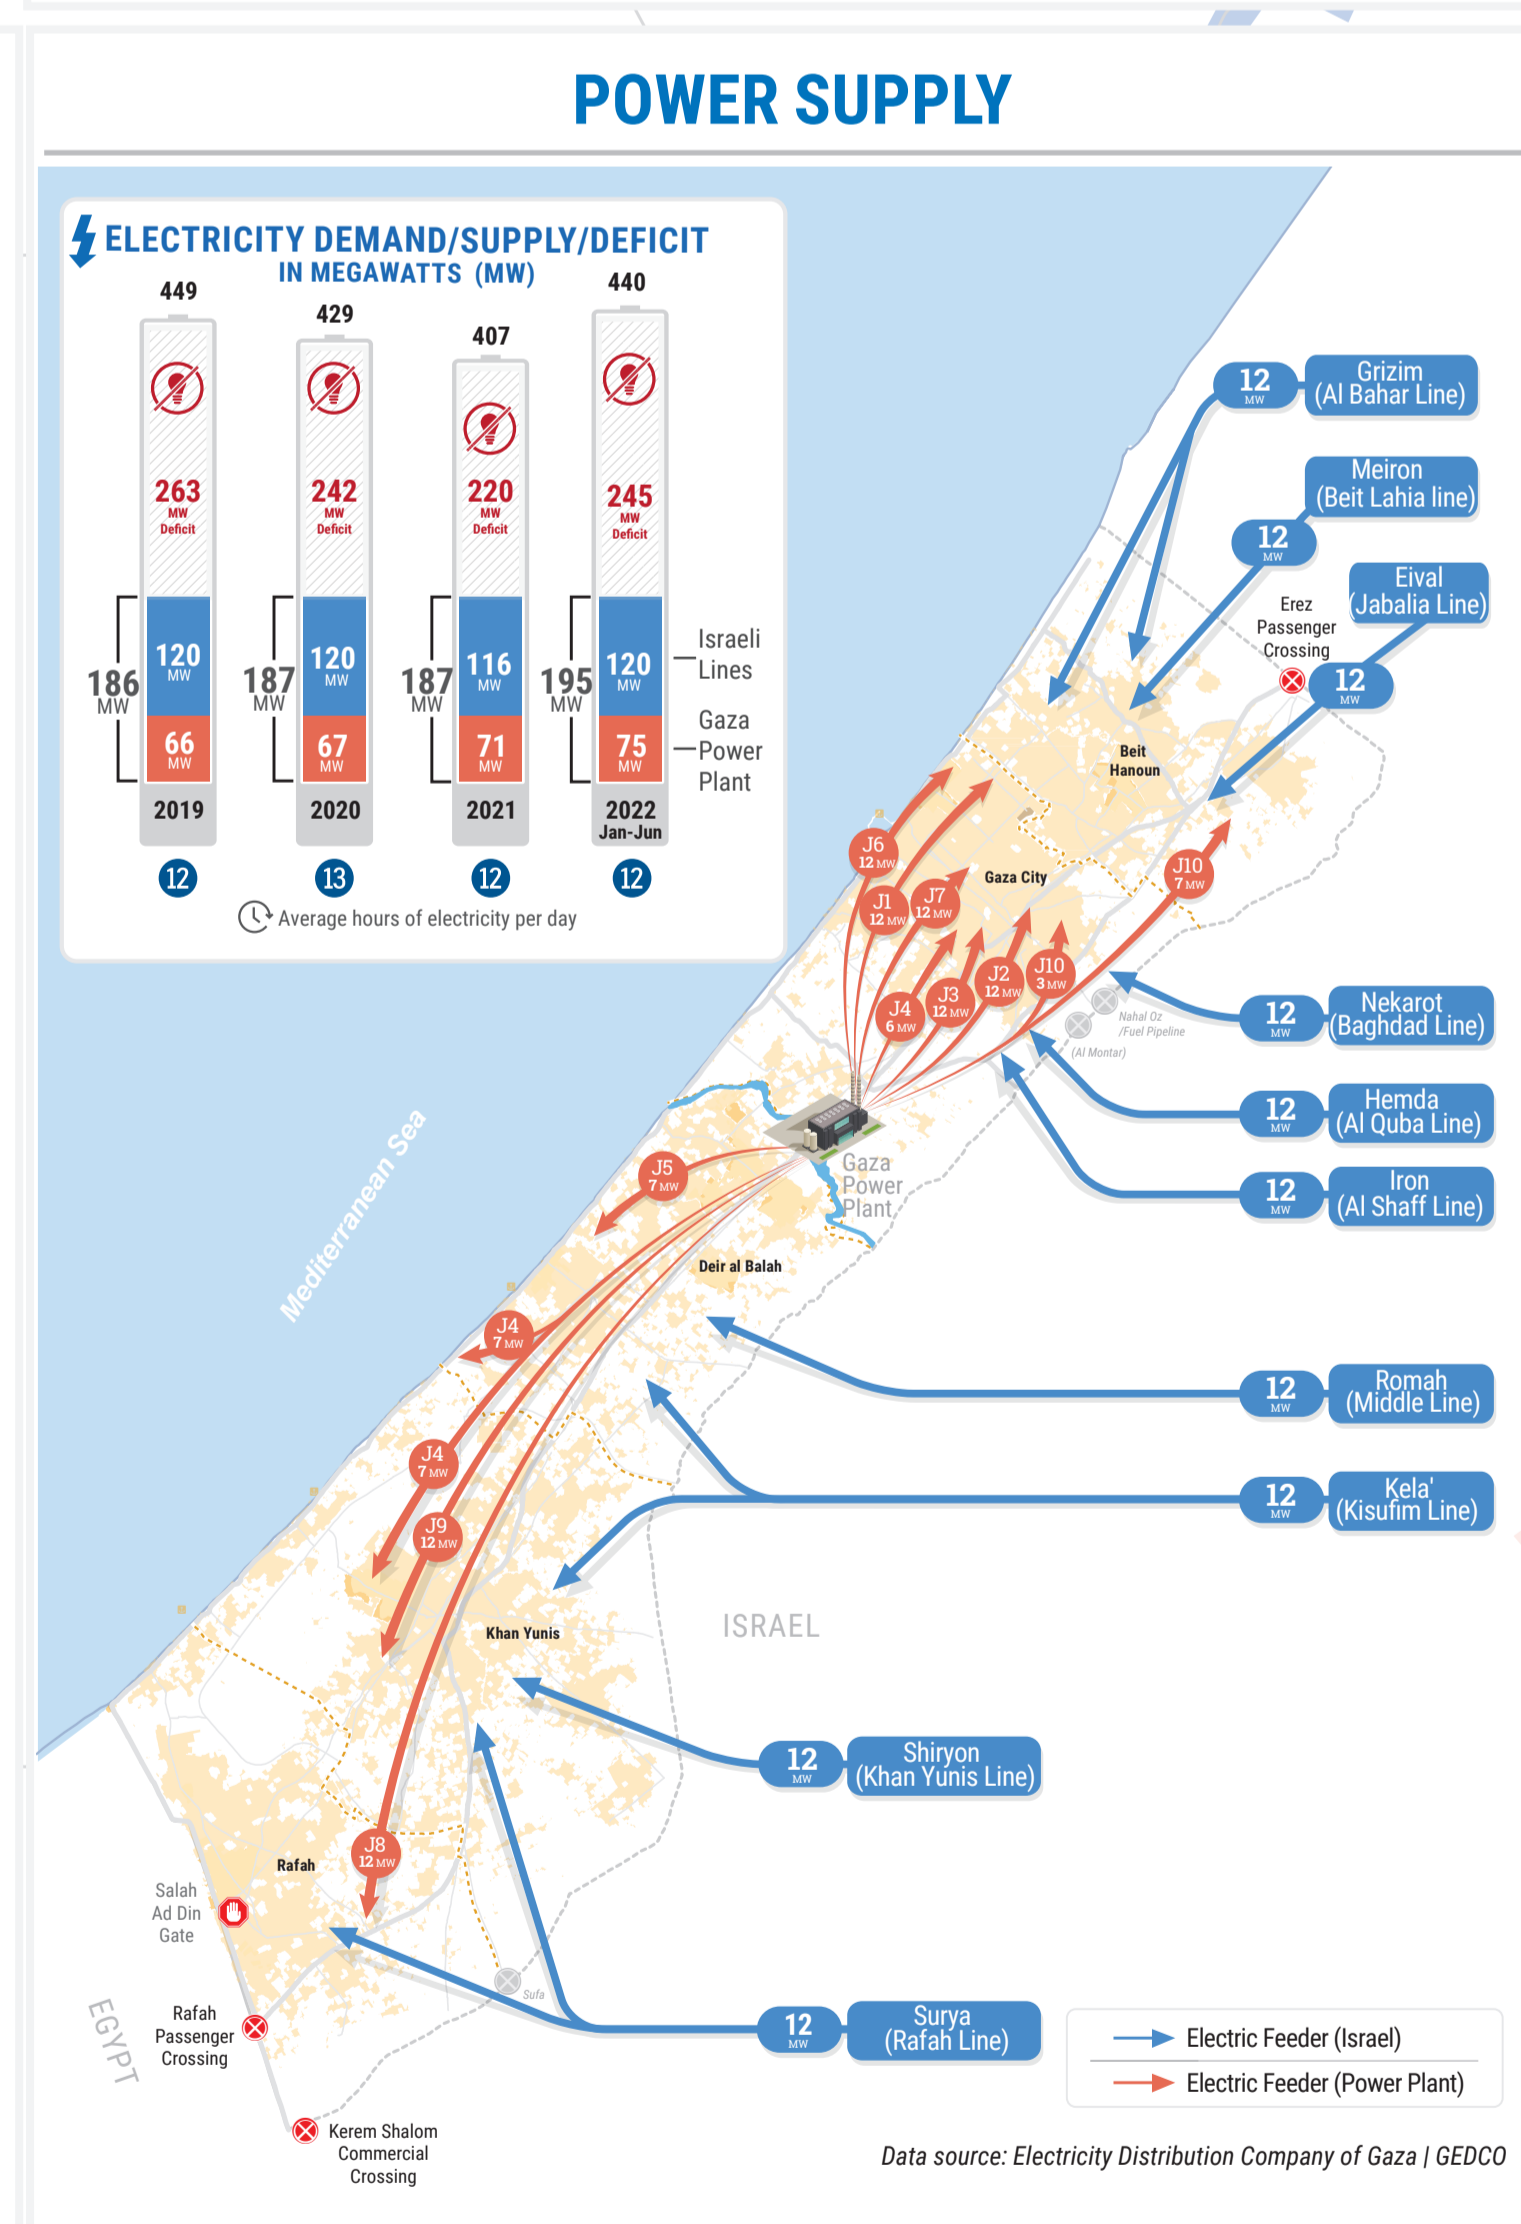 POWER SUPPLY
ELECTRICITY DEMAND/SUPPLY/DEFICIT
IN MEGAWATTS (MW)
449
429
407
440
263
MW
Deficit
242
MW
Deficit
220
MW
Deficit
245
MW
Deficit
186
MW
120
MW
66
MW
187
MW
120
MW
67
MW
187
MW
116
MW
71
MW
195
MW
120
MW
75
MW
Israeli
Lines
Gaza
Power
Plant
2019
2020
2021
2022
Jan-Jun
12
13
12
12
Average hours of electricity per day
12
MW
Grizim
(Al Bahar Line)
Meiron
(Beit Lahia line)
12
MW
Eival
(Jabalia Line)
12
MW
Erez
Passenger
Crossing
Beit
Hanoun
J6
12 MW
J1
12 MW
J7
12 MW
Gaza City
J10
7 MW
J4
6 MW
J3
12 MW
J2
12 MW
J10
3 MW
Nahal Oz
/Fuel Pipeline
(Al Montar)
12
MW
Nekarot
(Baghdad Line)
12
MW
Hemda
(Al Quba Line)
12
MW
Iron
(Al Shaff Line)
Mediterranean Sea
Gaza
Power
Plant
J5
7 MW
Deir al Balah
J4
7 MW
12
MW
Romah
(Middle Line)
J4
7 MW
J9
12 MW
12
MW
Kela'
(Kisufim Line)
ISRAEL
Khan Yunis
12
MW
Shiryon
(Khan Yunis Line)
J8
12 MW
Rafah
Salah
Ad Din
Gate
Sufa
EGYPT
Rafah
Passenger
Crossing
12
MW
Surya
(Rafah Line)
Kerem Shalom
Commercial
Crossing
Electric Feeder (Israel)
Electric Feeder (Power Plant)
Data source: Electricity Distribution Company of Gaza | GEDCO